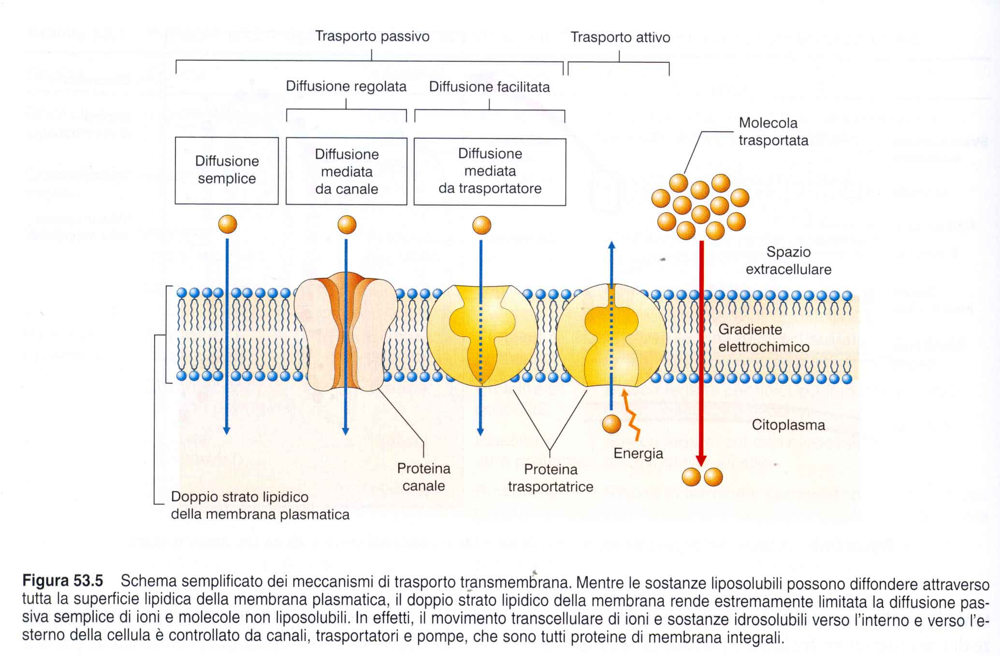 Trasporto passivo
Trasporto attivo
Diffusione regolata
Diffusione facilitata
Diffusione
semplice
Diffusione
mediata
da canale
Diffusione
mediata
da trasportatore
Molecola
trasportata
Spazio
extracellulare
Gradiente
elettrochimico
Citoplasma
Energia
Proteina
canale
Proteina
trasportatrice
Doppio strato lipidico
della membrana plasmatica
Figura 53.5 Schema semplificato dei meccanismi di trasporto transmembrana. Mentre le sostanze liposolubili possono diffondere attraverso
tutta la superficie lipidica della membrana plasmatica, il doppio strato lipidico della membrana rende estremamente limitata la diffusione pas-
siva semplice di ioni e molecole non liposolubili. In effetti, il movimento transcellulare di ioni e sostanze idrosolubili verso l'interno e verso l'e-
sterno della cellula è controllato da canali, trasportatori e pompe, che sono tutti proteine di membrana integrali.